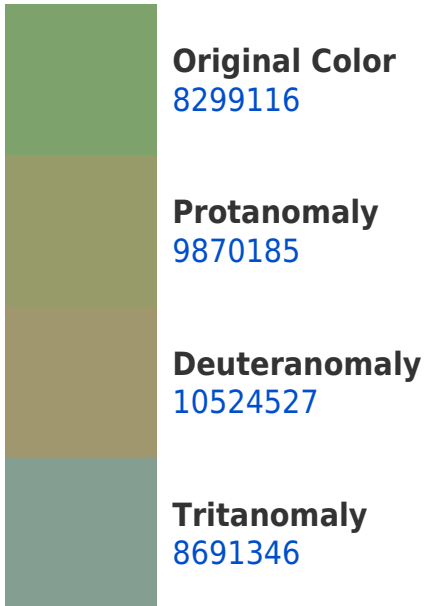 Original Color
8299116
Protanomaly
9870185
Deuteranomaly
10524527
Tritanomaly
8691346